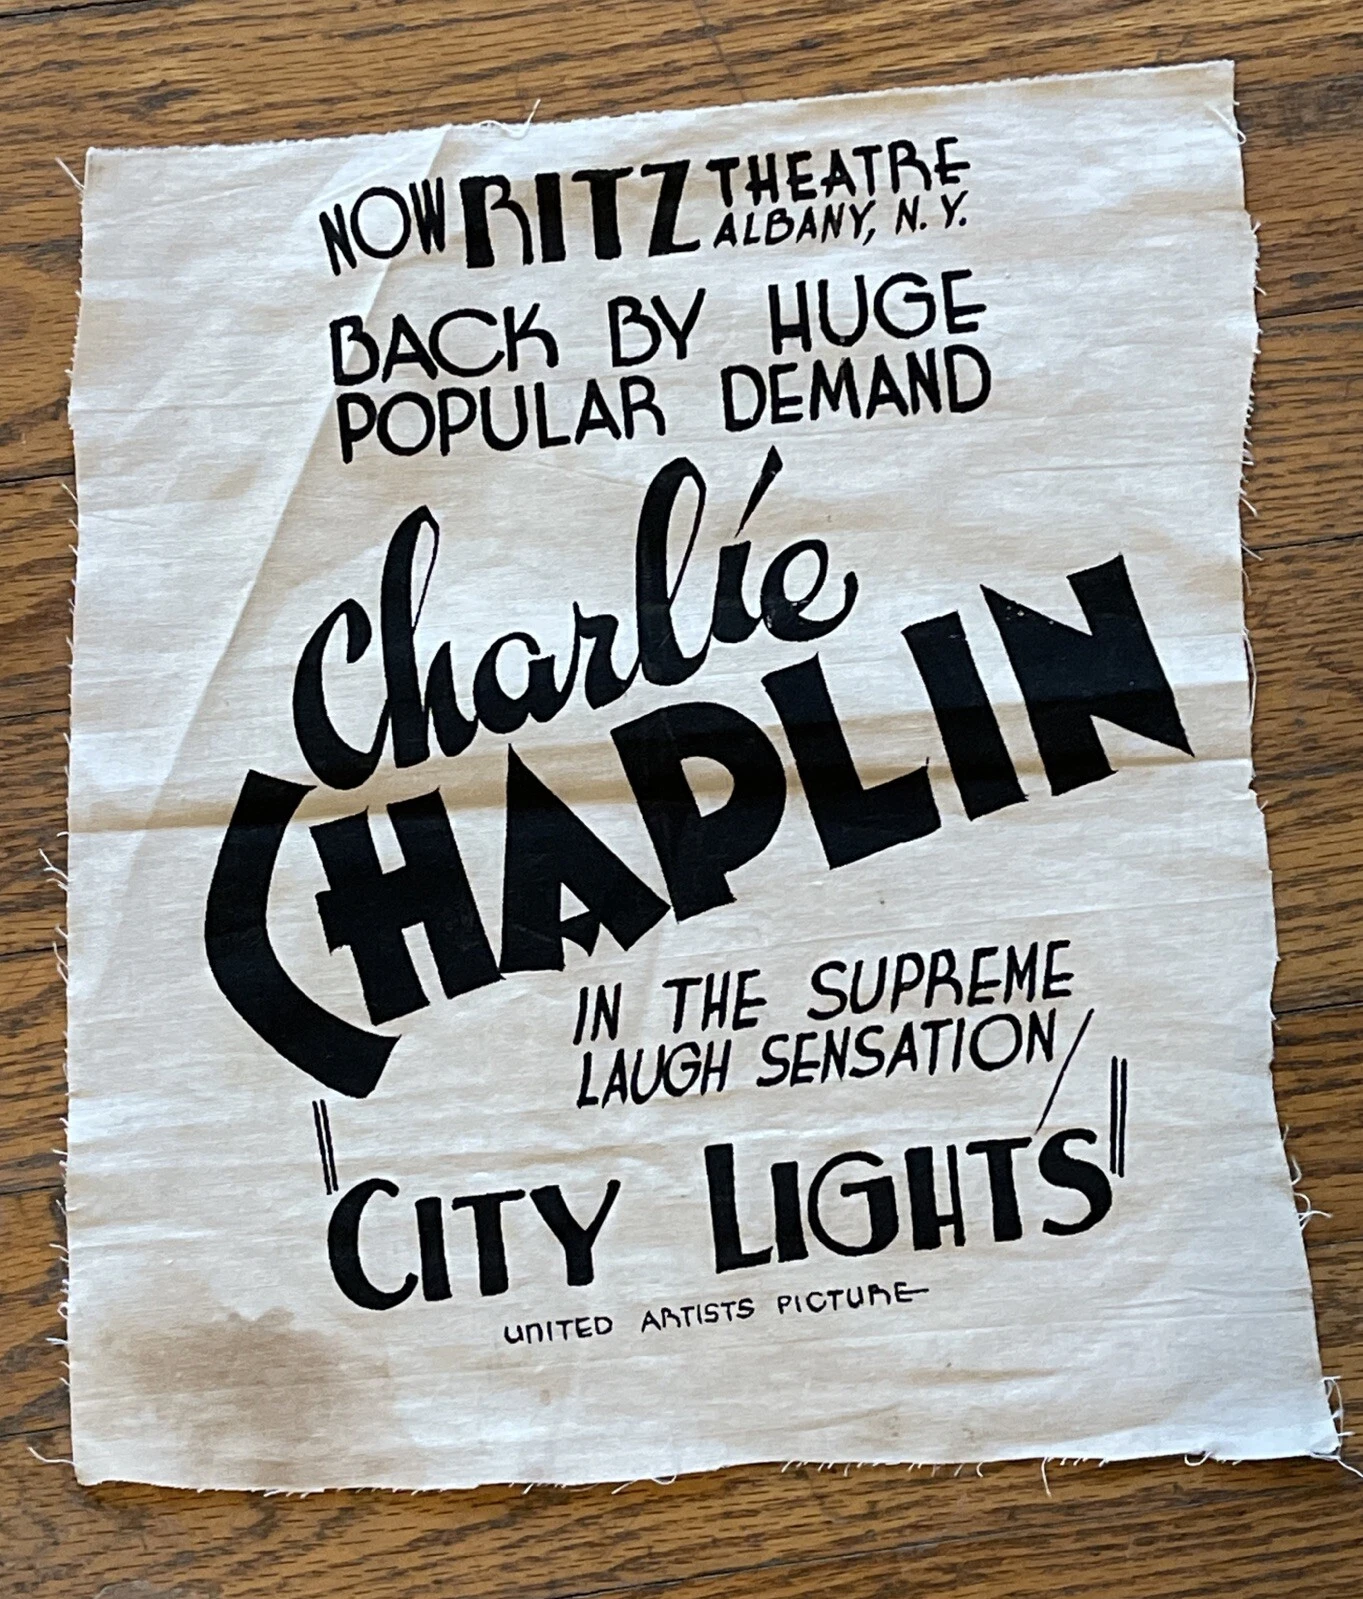 NOW RITZ THEATRE
ALBANY, N.Y.
BACK BY HUGE
POPULAR DEMAND
Charlie
CHAPLIN
IN THE SUPREME
LAUGH SENSATION/
"CITY LIGHTS"
UNITED ARTISTS PICTURE